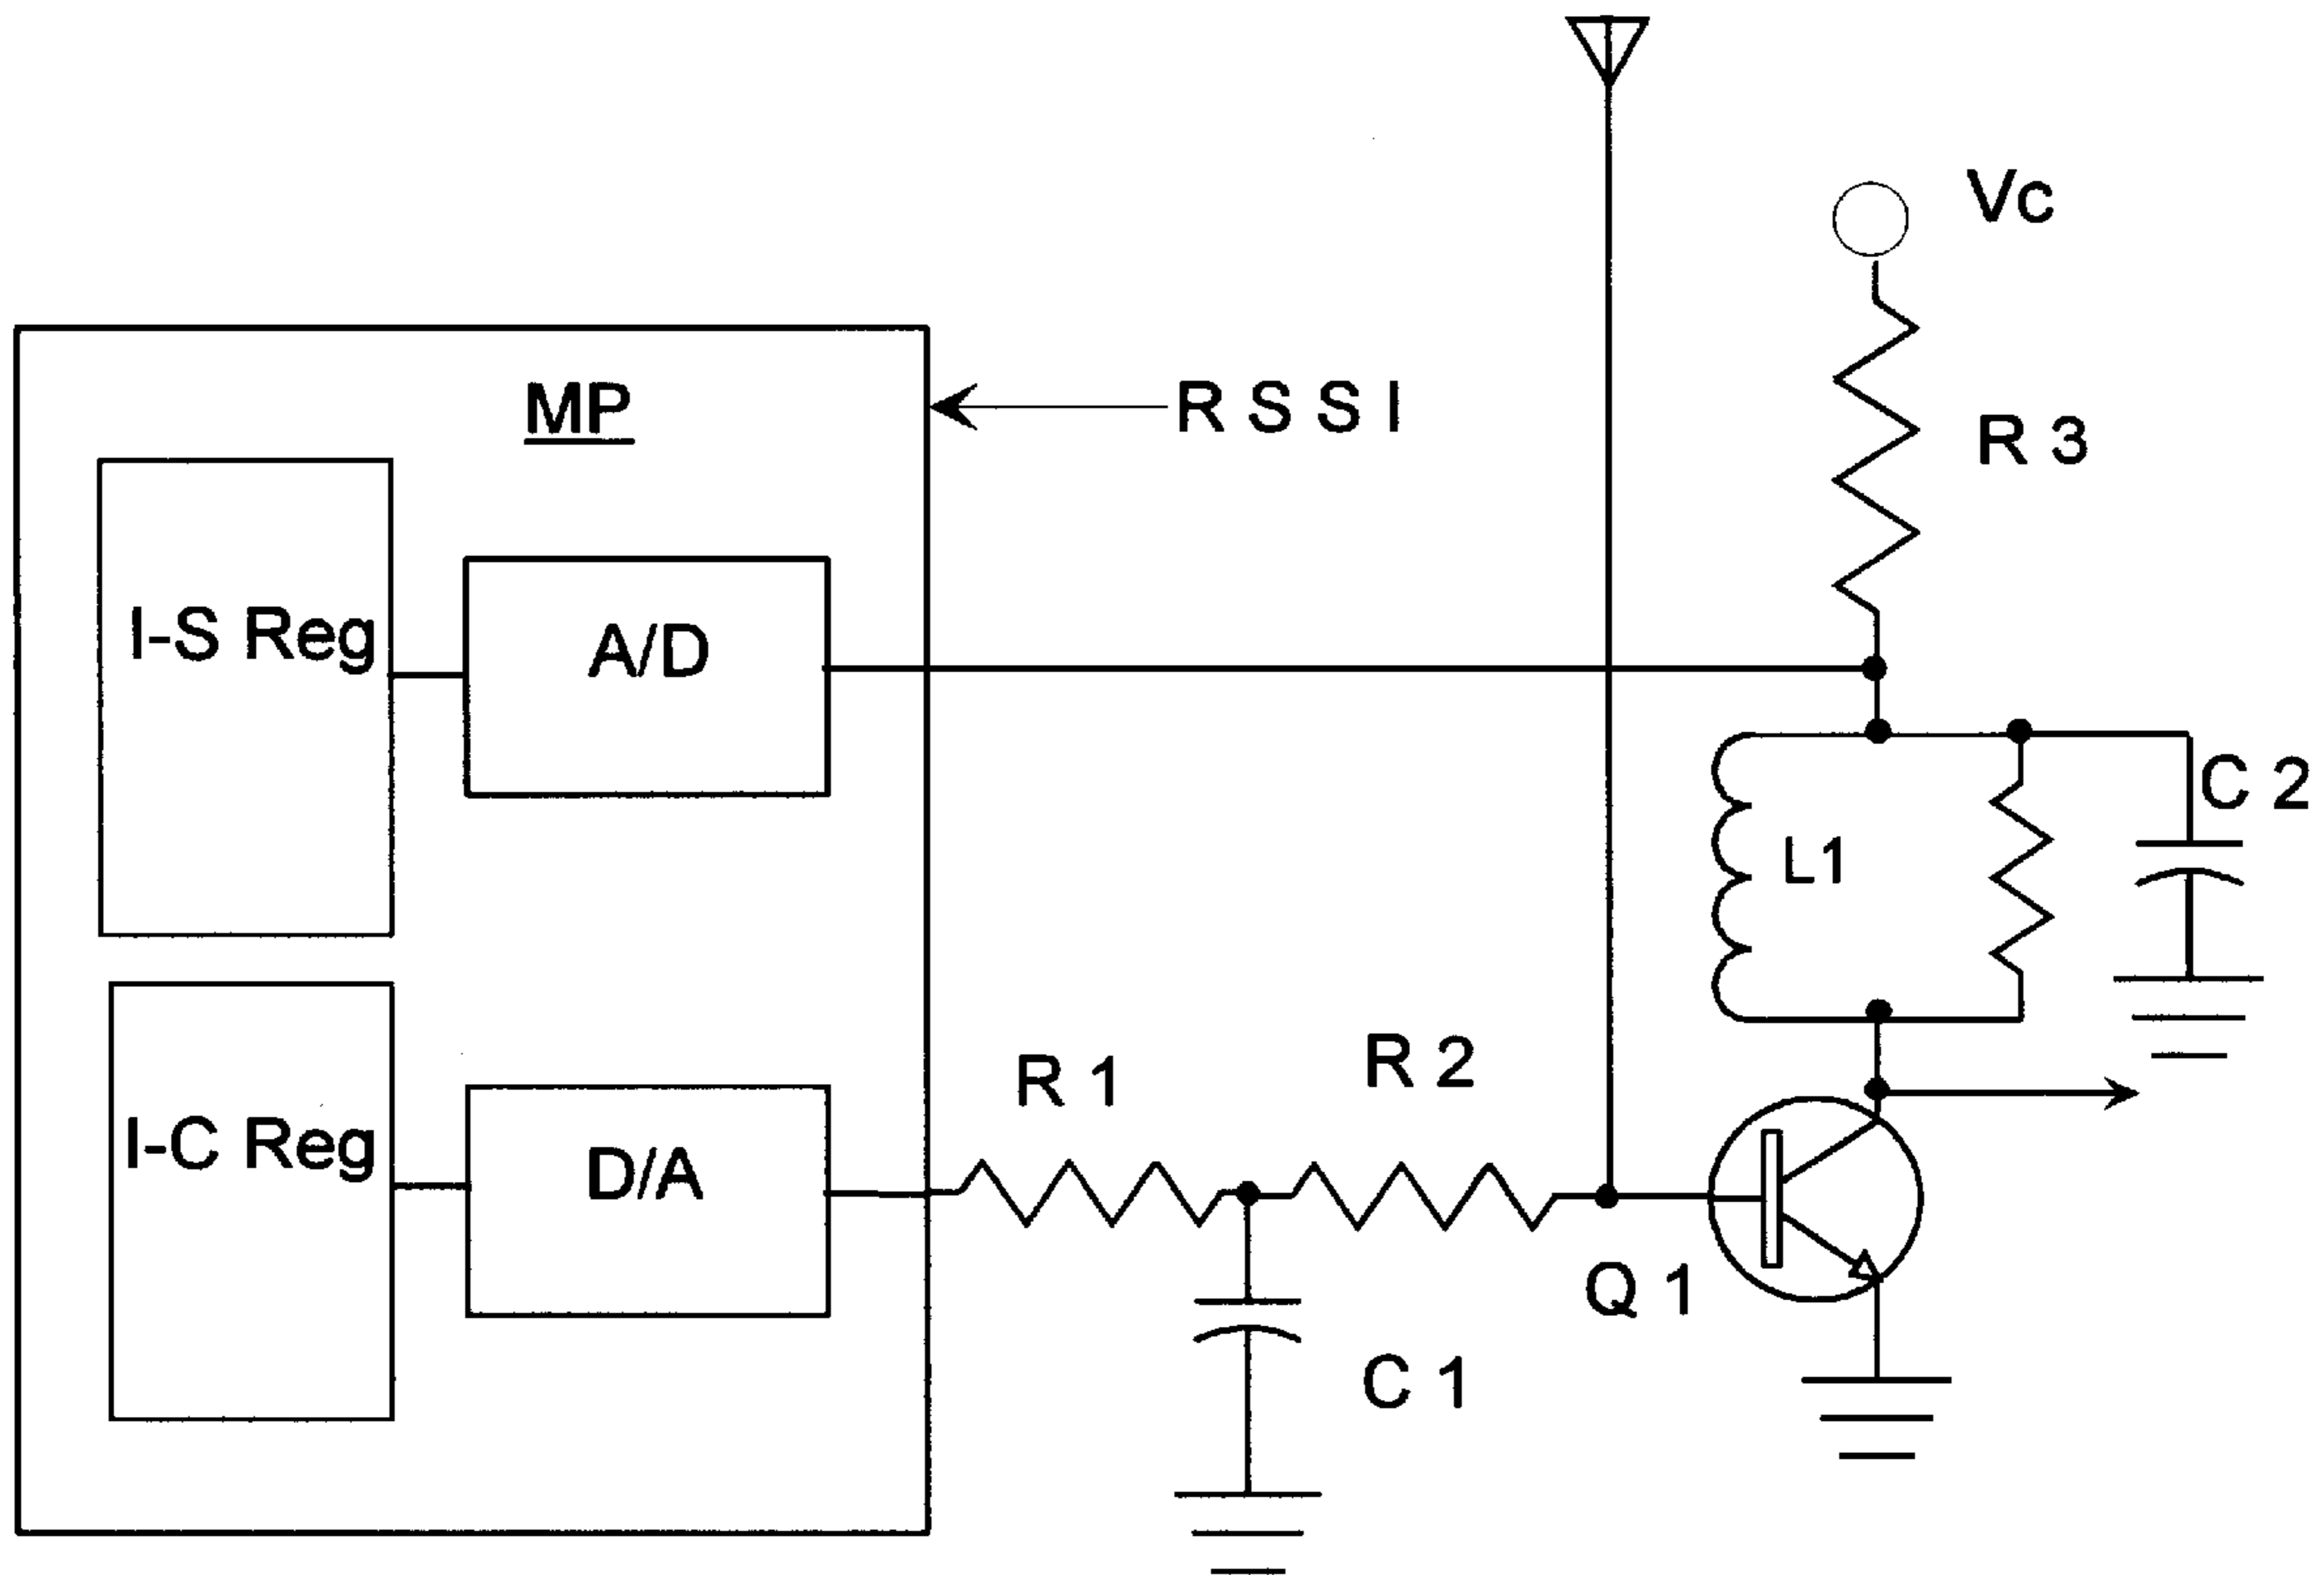 Vc
MP
R S S I
R 3
I-S Reg
A/D
C 2
L1
R 1
R 2
I-C Reg
D/A
Q 1
C 1